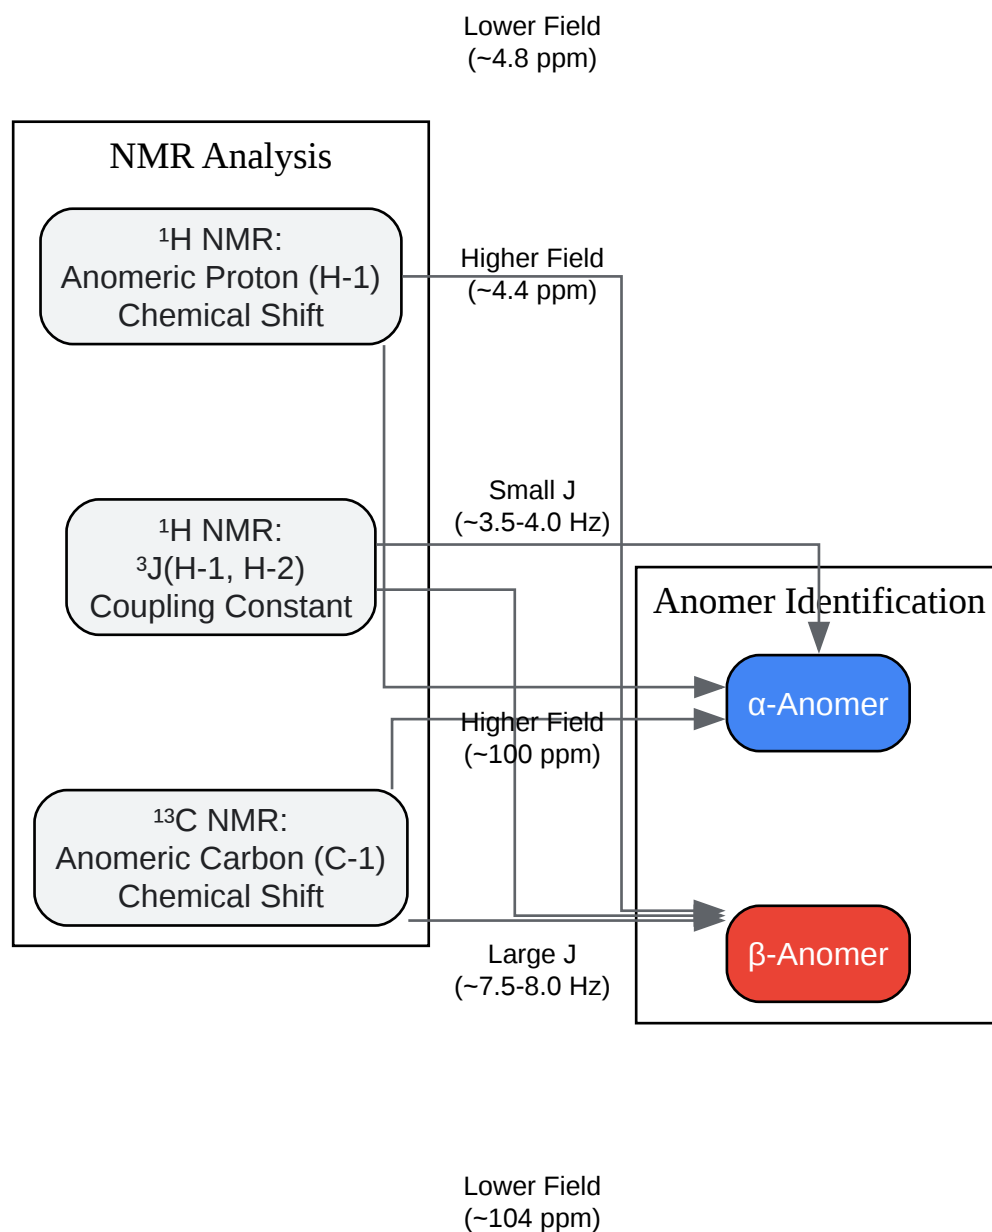 Lower Field
(~4.8 ppm)
NMR Analysis
¹H NMR:
Anomeric Proton (H-1)
Chemical Shift
Higher Field
(~4.4 ppm)
Small J
(~3.5-4.0 Hz)
¹H NMR:
³J(H-1, H-2)
Coupling Constant
Anomer Identification
α-Anomer
Higher Field
(~100 ppm)
¹³C NMR:
Anomeric Carbon (C-1)
Chemical Shift
β-Anomer
Large J
(~7.5-8.0 Hz)
Lower Field
(~104 ppm)